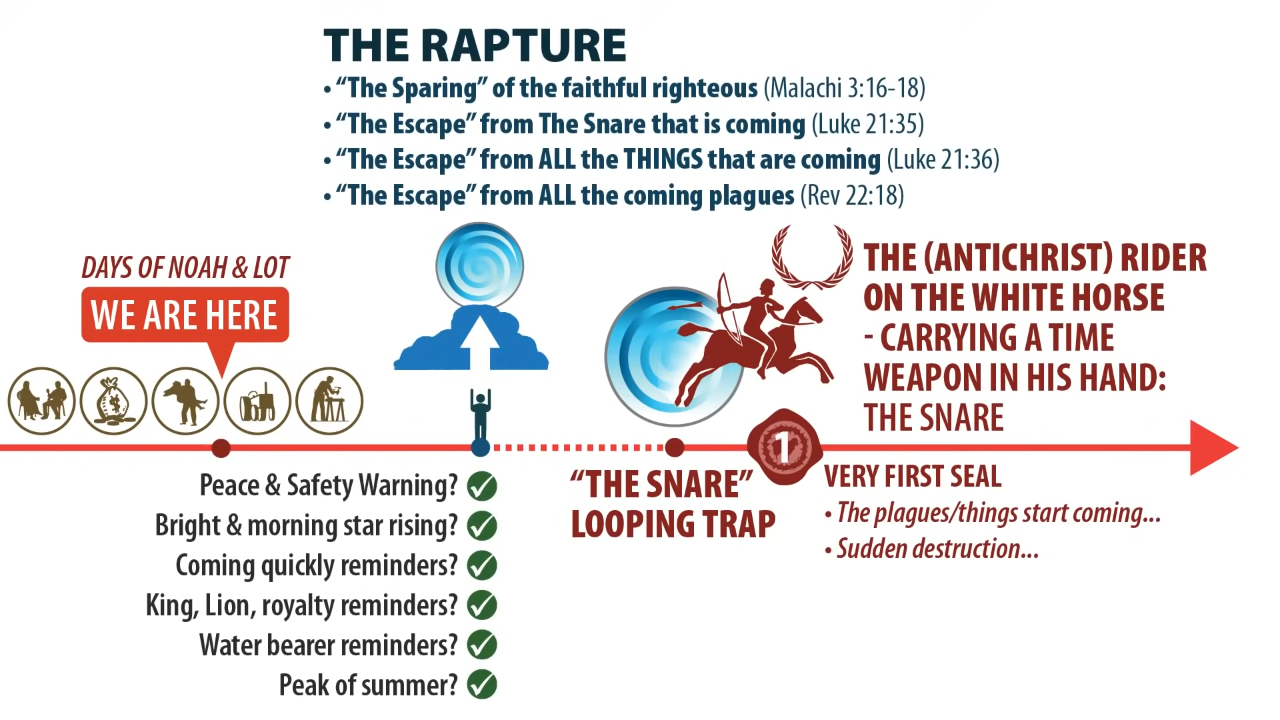 THE RAPTURE
• “The Sparing” of the faithful righteous (Malachi 3:16-18)
• “The Escape” from The Snare that is coming (Luke 21:35)
• “The Escape” from ALL the THINGS that are coming (Luke 21:36)
• “The Escape” from ALL the coming plagues (Rev 22:18)
DAYS OF NOAH & LOT
WE ARE HERE
THE (ANTICHRIST) RIDER
ON THE WHITE HORSE
- CARRYING A TIME
WEAPON IN HIS HAND:
THE SNARE
1
Peace & Safety Warning?
Bright & morning star rising?
Coming quickly reminders?
King, Lion, royalty reminders?
Water bearer reminders?
Peak of summer?
“THE SNARE”
LOOPING TRAP
VERY FIRST SEAL
• The plagues/things start coming...
• Sudden destruction...